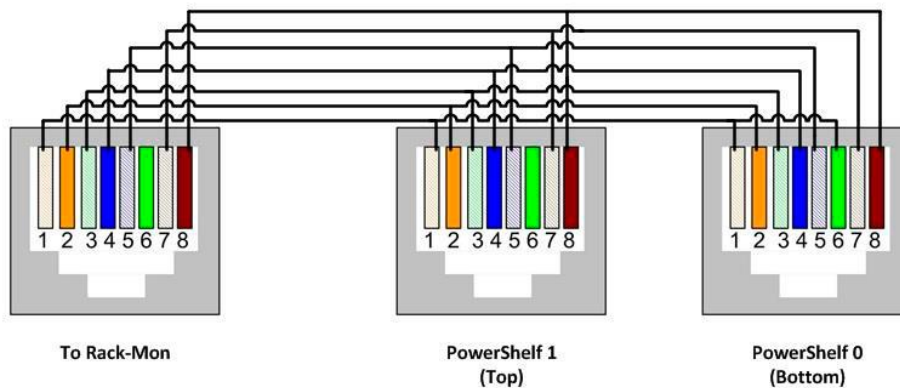 1 2 3 4 5 6 7 8
1 2 3 4 5 6 7 8
1 2 3 4 5 6 7 8
To Rack-Mon
PowerShelf 1
(Top)
PowerShelf 0
(Bottom)